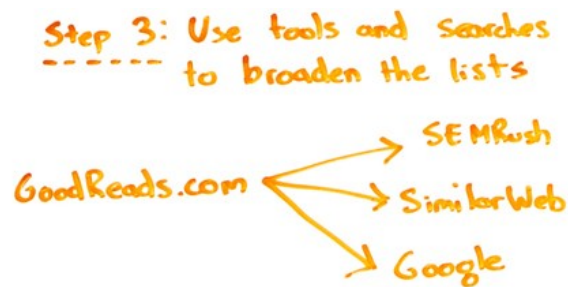 Step 3: Use tools and searches
to broaden the lists
SEMRush
GoodReads.com
SimilarWeb
Google